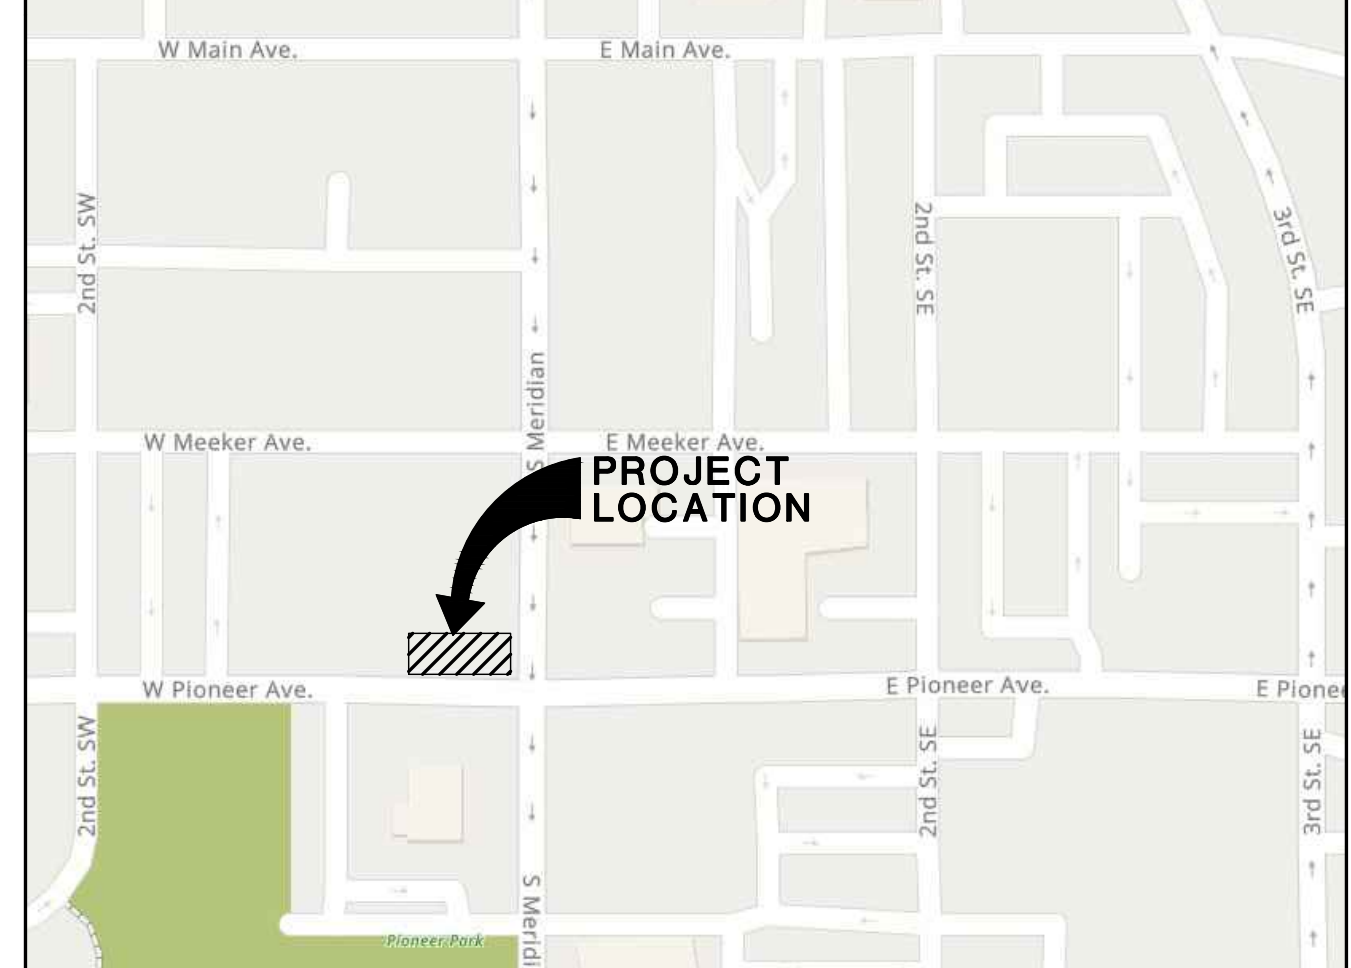 W Main Ave.
E Main Ave.
2nd St. SW
2nd St. SE
3rd St. SE
S Meridian
W Meeker Ave.
E Meeker Ave.
PROJECT
LOCATION
W Pioneer Ave.
E Pioneer Ave.
E Pionee
2nd St. SW
2nd St. SE
3rd St. SE
S Meridi
Pioneer Park